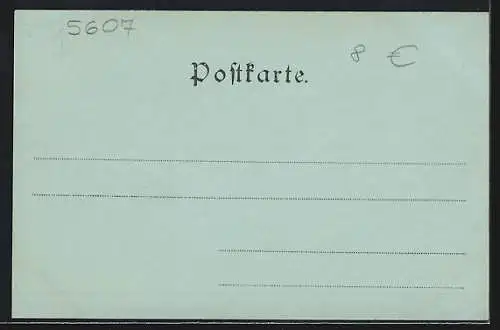 5607
8 €
Postkarte.